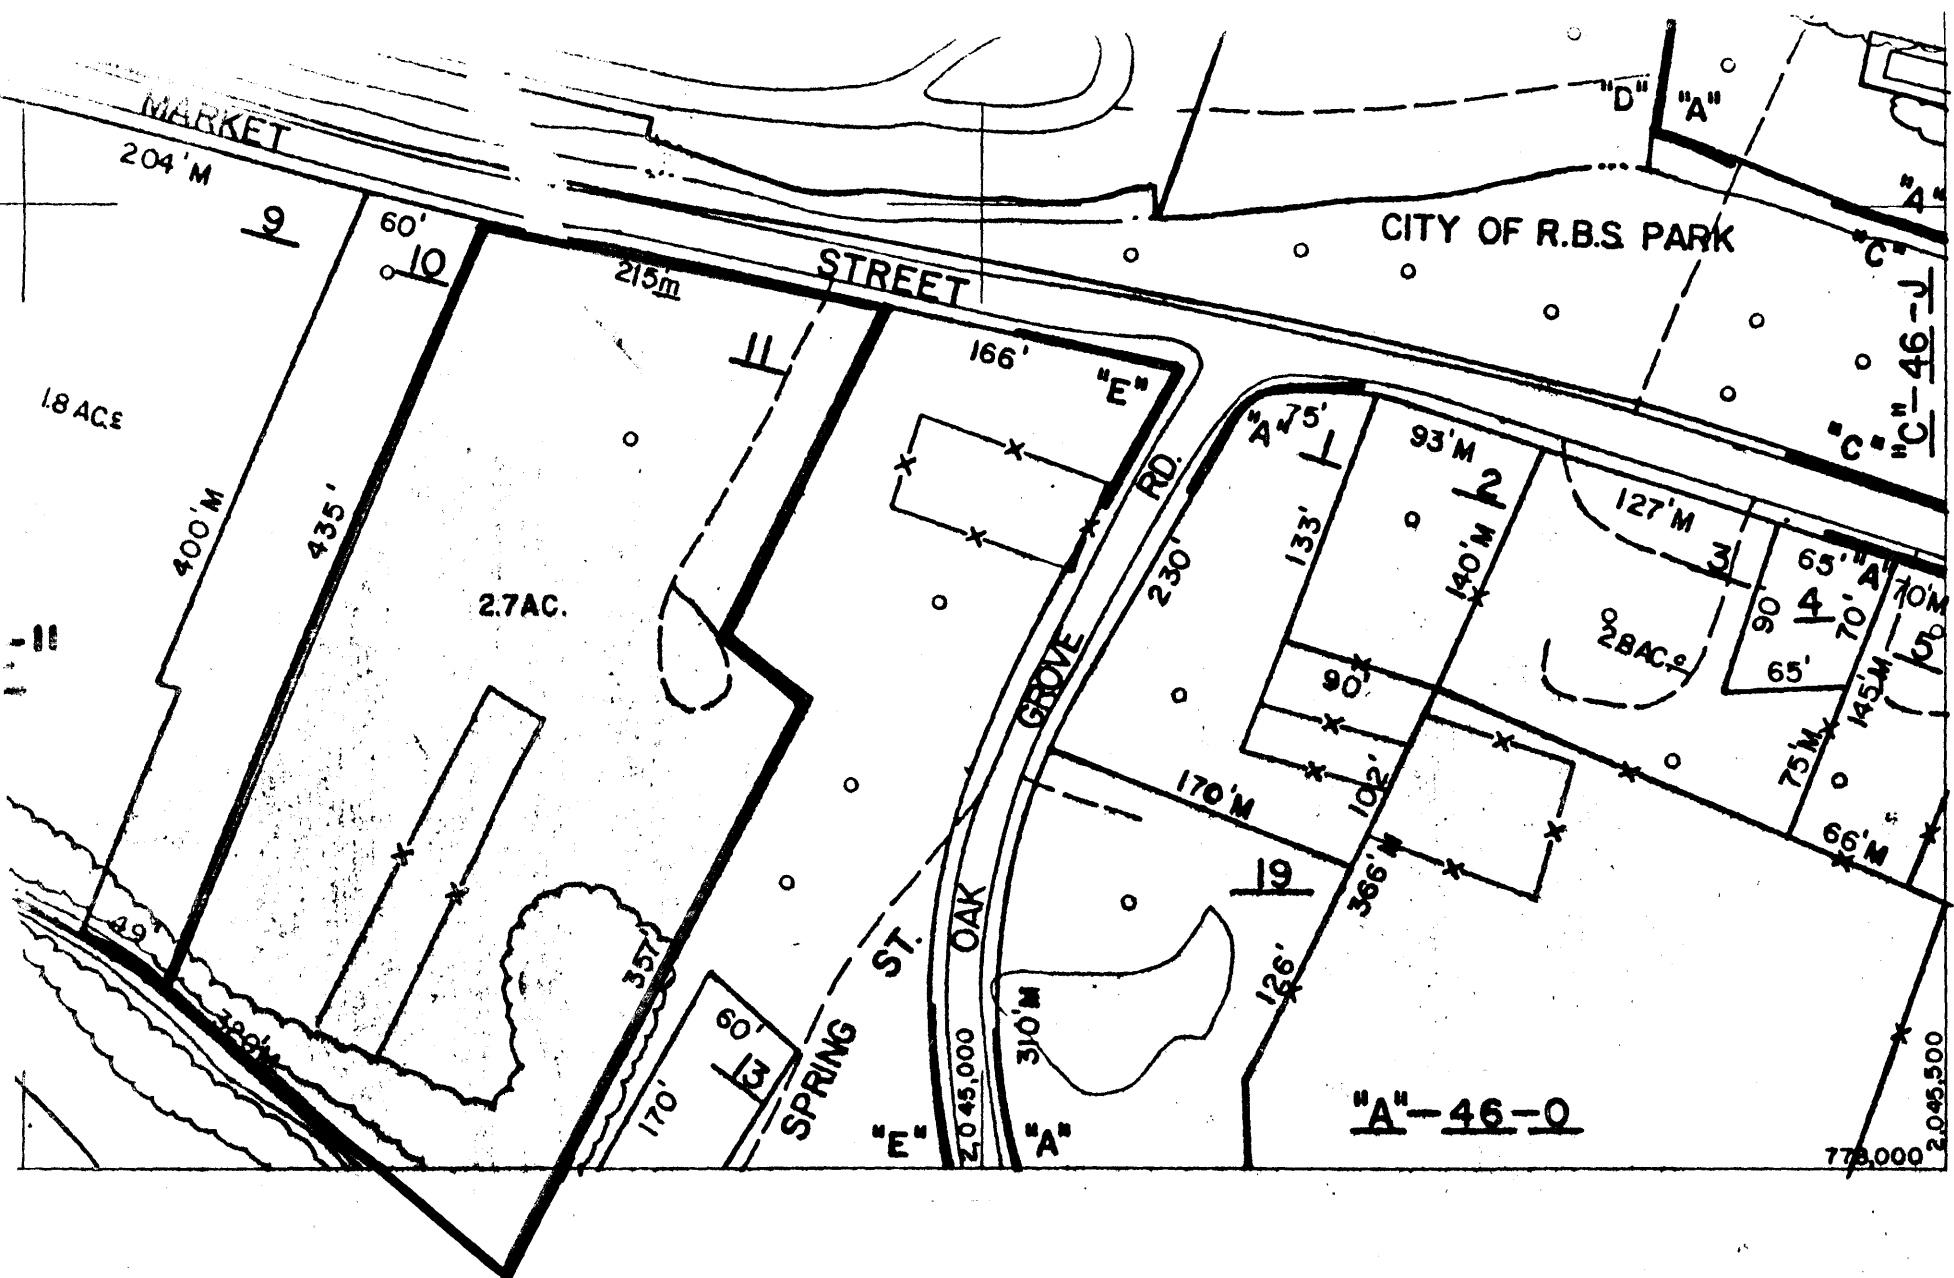 MARKET
204'M
9
60'
10
215m
STREET
11
166'
"E"
"D"
"A"
"A"
CITY OF R.B.S. PARK
"C"
"C"-46-J
"C"
1.8 AC.±
400'M
435'
2.7AC.
RD.
"A"
75'
1
93'M
2
127'M
3
65'
"A"
70'M
133'
140'M
230'
90'
4
70'
5
2.8AC.±
65'
GROVE
90'
145'M
75'M
170'M
102'
66'M
19
366'M
49'
380'M
357'
ST.
OAK
126'
60'
13
170'
SPRING
310'M
2,045,000
"E"
"A"
"A"-46-0
778,000
2,045,500